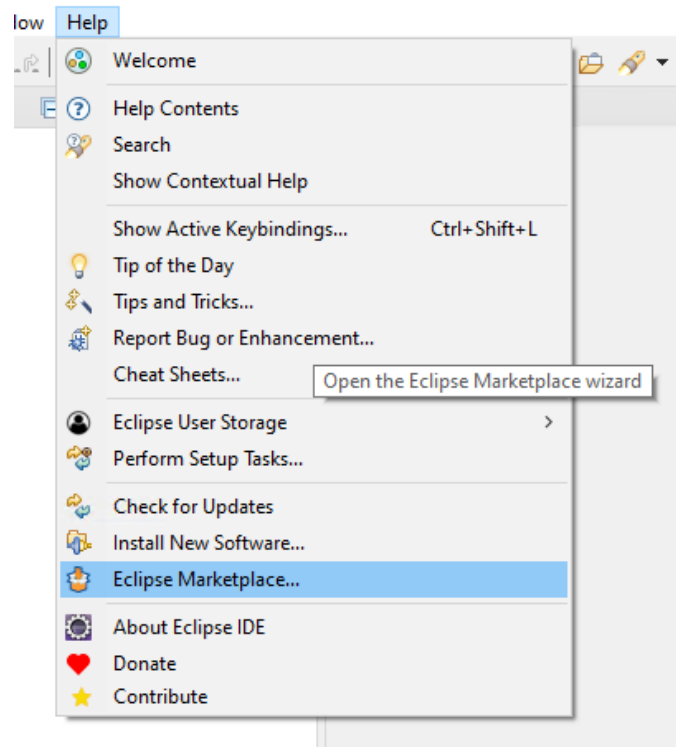 low Help
Welcome
Help Contents
Search
Show Contextual Help
Show Active Keybindings... Ctrl+Shift+L
Tip of the Day
Tips and Tricks...
Report Bug or Enhancement...
Cheat Sheets...
Open the Eclipse Marketplace wizard
Eclipse User Storage
Perform Setup Tasks...
Check for Updates
Install New Software...
Eclipse Marketplace...
About Eclipse IDE
Donate
Contribute